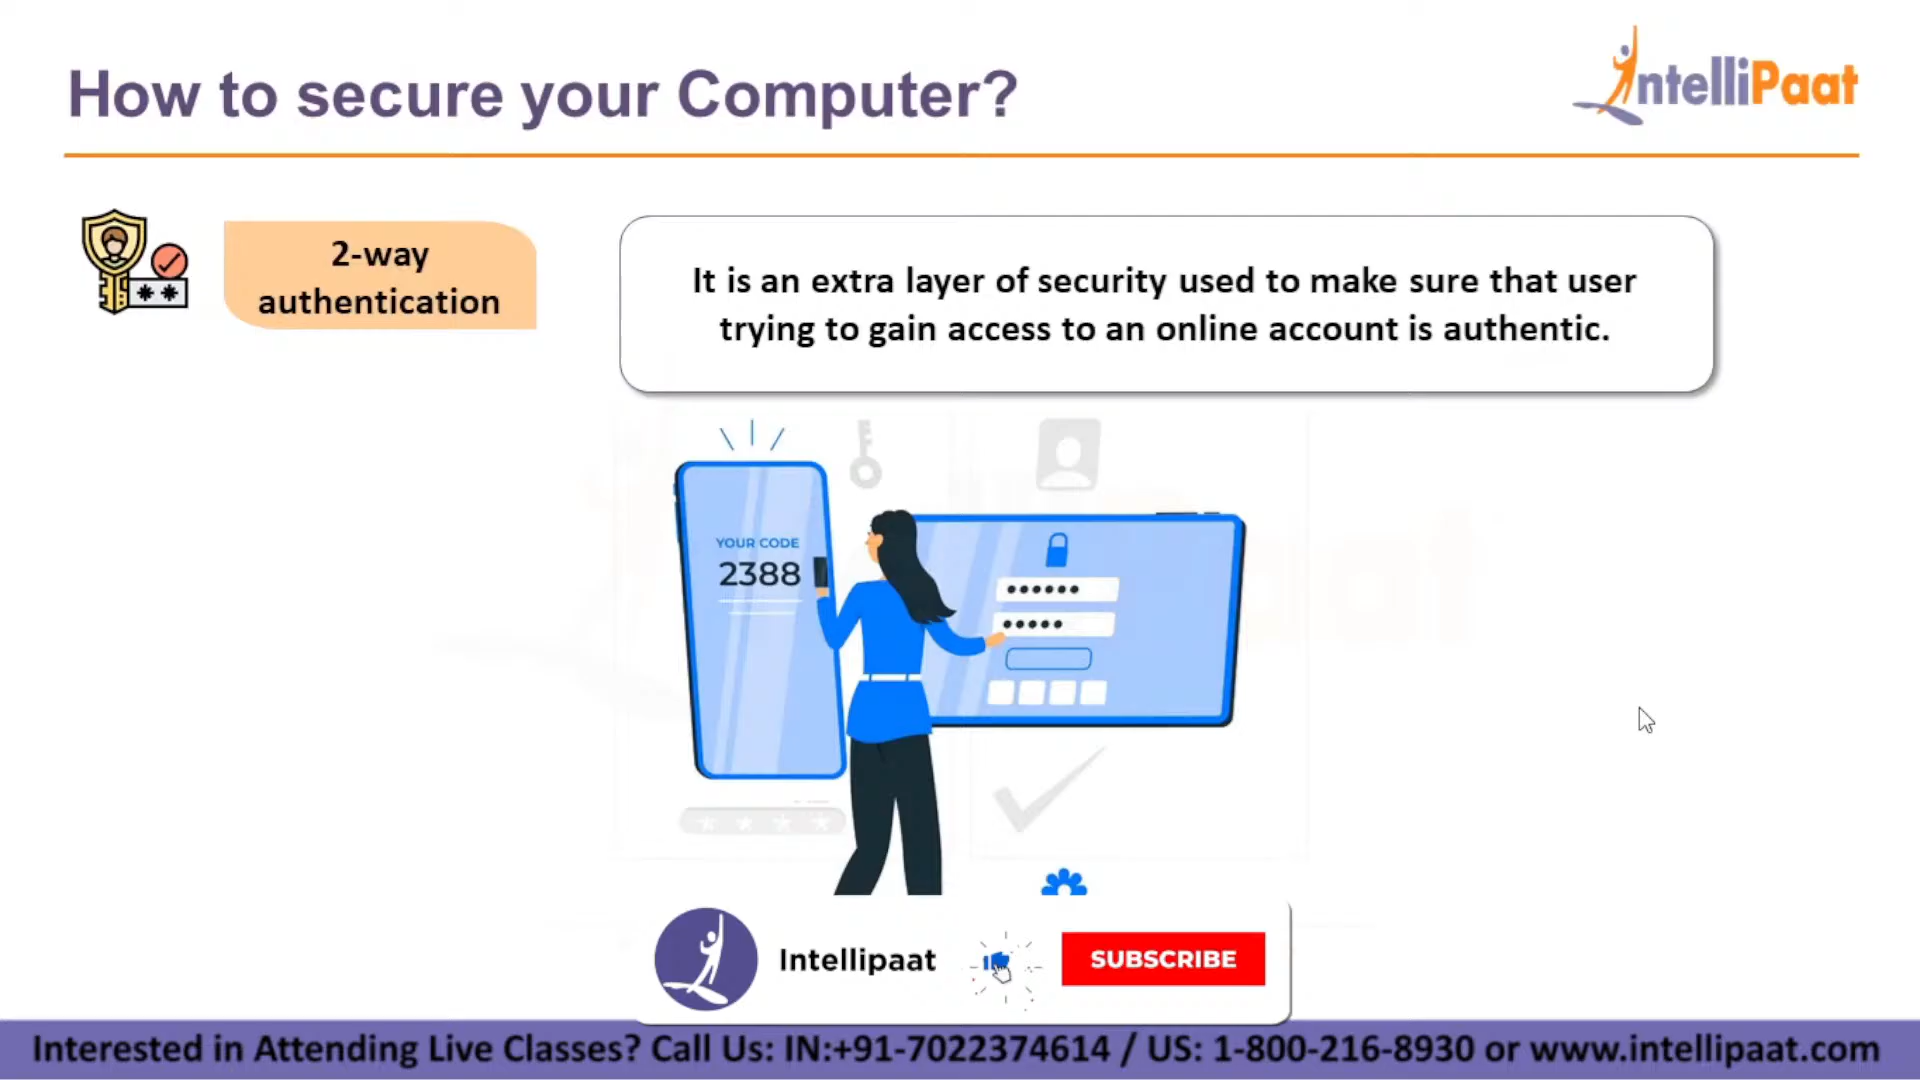 How to secure your Computer?
IntelliPaat
2-way
authentication
It is an extra layer of security used to make sure that user
trying to gain access to an online account is authentic.
YOUR CODE
2388
Intellipaat
SUBSCRIBE
Interested in Attending Live Classes? Call Us: IN:+91-7022374614 / US: 1-800-216-8930 or www.intellipaat.com